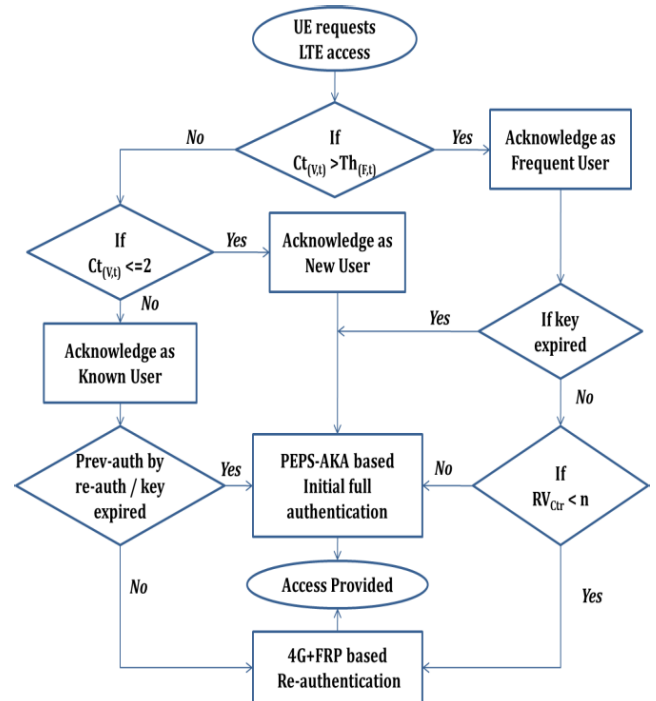 UE requests
LTE access
No
If
Ct(V,t) >Th(F,t)
Yes
Acknowledge as
Frequent User
If
Ct(V,t) <=2
Yes
Acknowledge as
New User
No
Yes
If key
expired
Acknowledge as
Known User
No
Prev-auth by
re-auth / key
expired
Yes
PEPS-AKA based
Initial full
authentication
No
If
RVCtr < n
No
Access Provided
Yes
4G+FRP based
Re-authentication